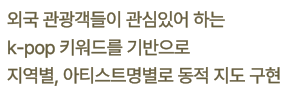 외국 관광객들이 관심있어 하는
k-pop 키워드를 기반으로
지역별, 아티스트명별로 동적 지도 구현